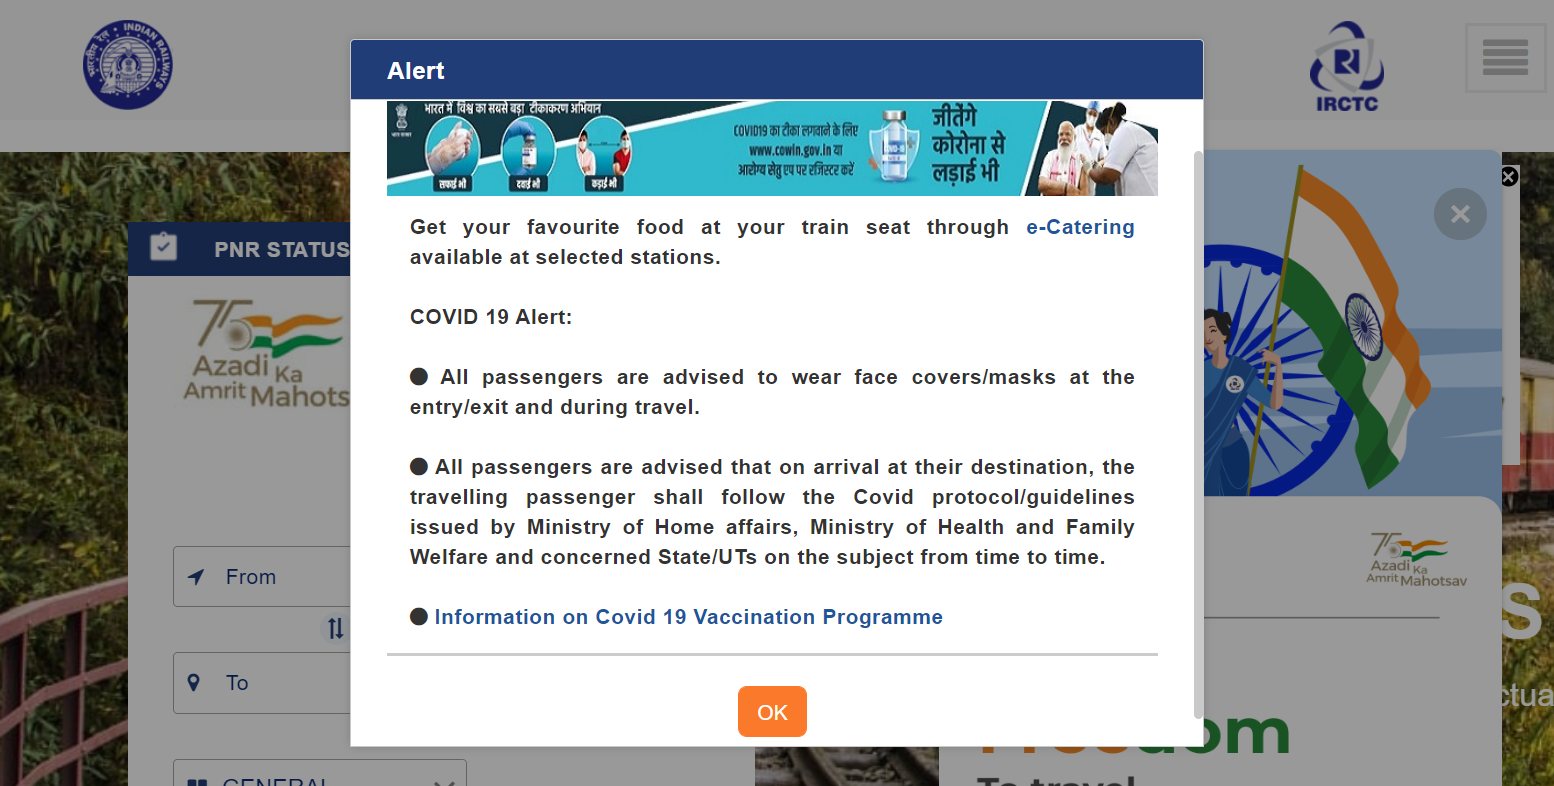 INDIAN RAILWAYS
भारतीय रेल
IRCTC
Alert
भारत में विश्व का सबसे बड़ा टीकाकरण अभियान
भारत सरकार
सफाई भी
दवाई भी
कड़ाई भी
COVID19 का टीका लगवाने के लिए
www.cowin.gov.in या
आरोग्य सेतु एप पर रजिस्टर करें
जीतेंगे
कोरोना से
लड़ाई भी
Get your favourite food at your train seat through e-Catering
available at selected stations.
COVID 19 Alert:
All passengers are advised to wear face covers/masks at the
entry/exit and during travel.
All passengers are advised that on arrival at their destination, the
travelling passenger shall follow the Covid protocol/guidelines
issued by Ministry of Home affairs, Ministry of Health and Family
Welfare and concerned State/UTs on the subject from time to time.
Information on Covid 19 Vaccination Programme
OK
PNR STATUS
75
Azadi Ka
Amrit Mahots
From
To
GENERAL
75
Azadi Ka
Amrit Mahotsav
S
ctua
To travel